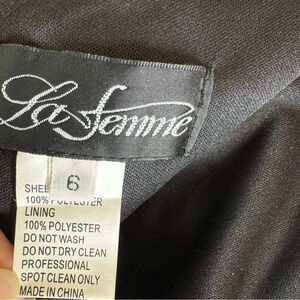 La Femme
6
SHEL
100% POLYESTER
LINING
100% POLYESTER
DO NOT WASH
DO NOT DRY CLEAN
PROFESSIONAL
SPOT CLEAN ONLY
MADE IN CHINA